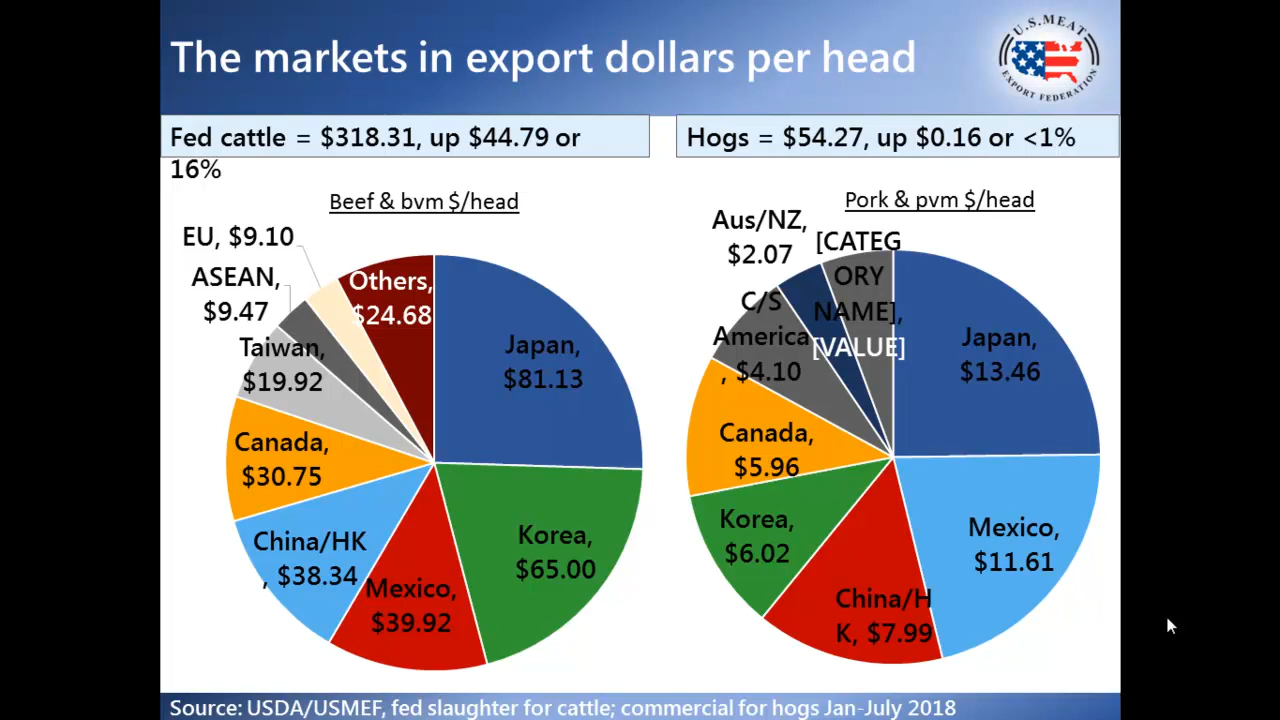 The markets in export dollars per head
U.S. MEAT
EXPORT FEDERATION
Fed cattle = $318.31, up $44.79 or
16%
Hogs = $54.27, up $0.16 or <1%
Beef & bvm $/head
EU, $9.10
ASEAN,
$9.47
Others,
$24.68
Taiwan,
$19.92
Japan,
$81.13
Canada,
$30.75
China/HK
, $38.34
Mexico,
$39.92
Korea,
$65.00
Pork & pvm $/head
Aus/NZ,
$2.07
[CATEG
ORY
NAME],
[VALUE]
C/S
America
, $4.10
Japan,
$13.46
Canada,
$5.96
Korea,
$6.02
China/H
K, $7.99
Mexico,
$11.61
Source: USDA/USMEF, fed slaughter for cattle; commercial for hogs Jan-July 2018